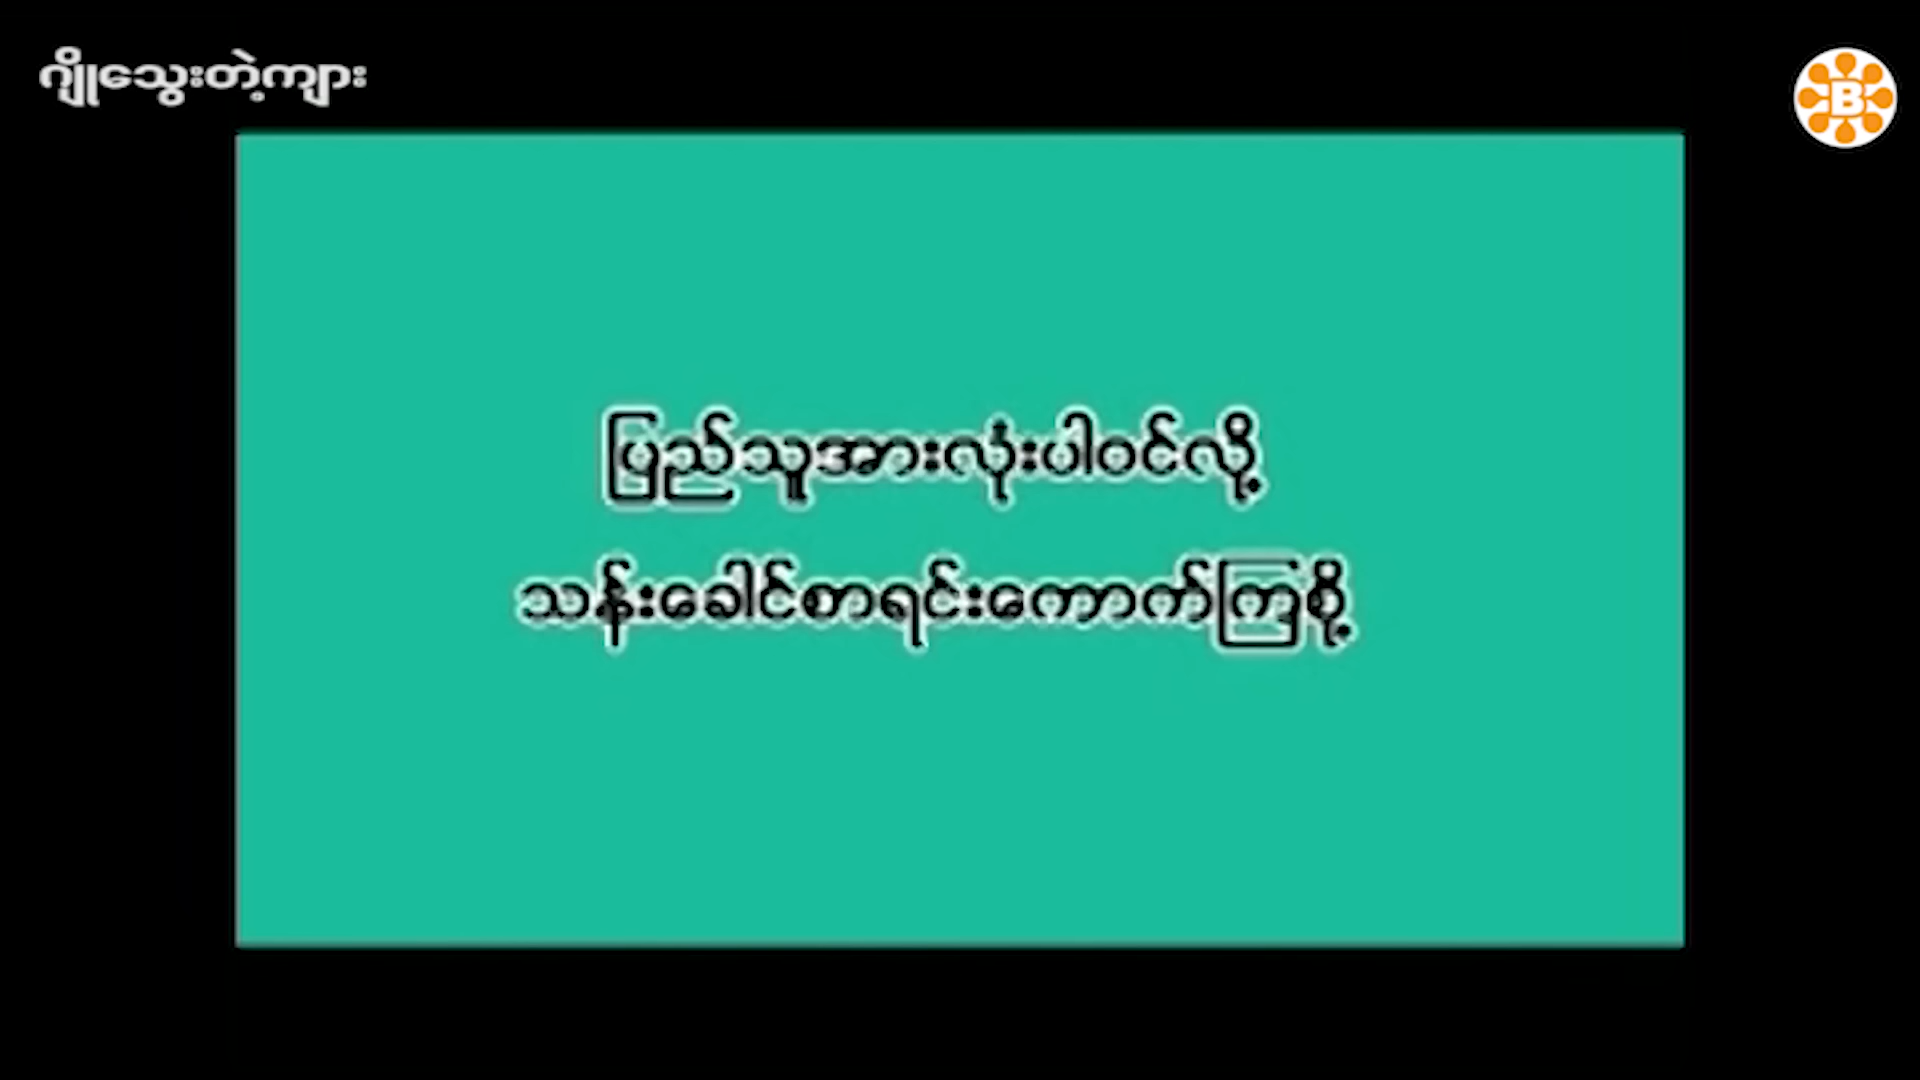 ဂျိုသွေးတဲ့ကျား
B
ပြည်သူအားလုံးပါဝင်လို့
သန်းခေါင်စာရင်းကောက်ကြစို့